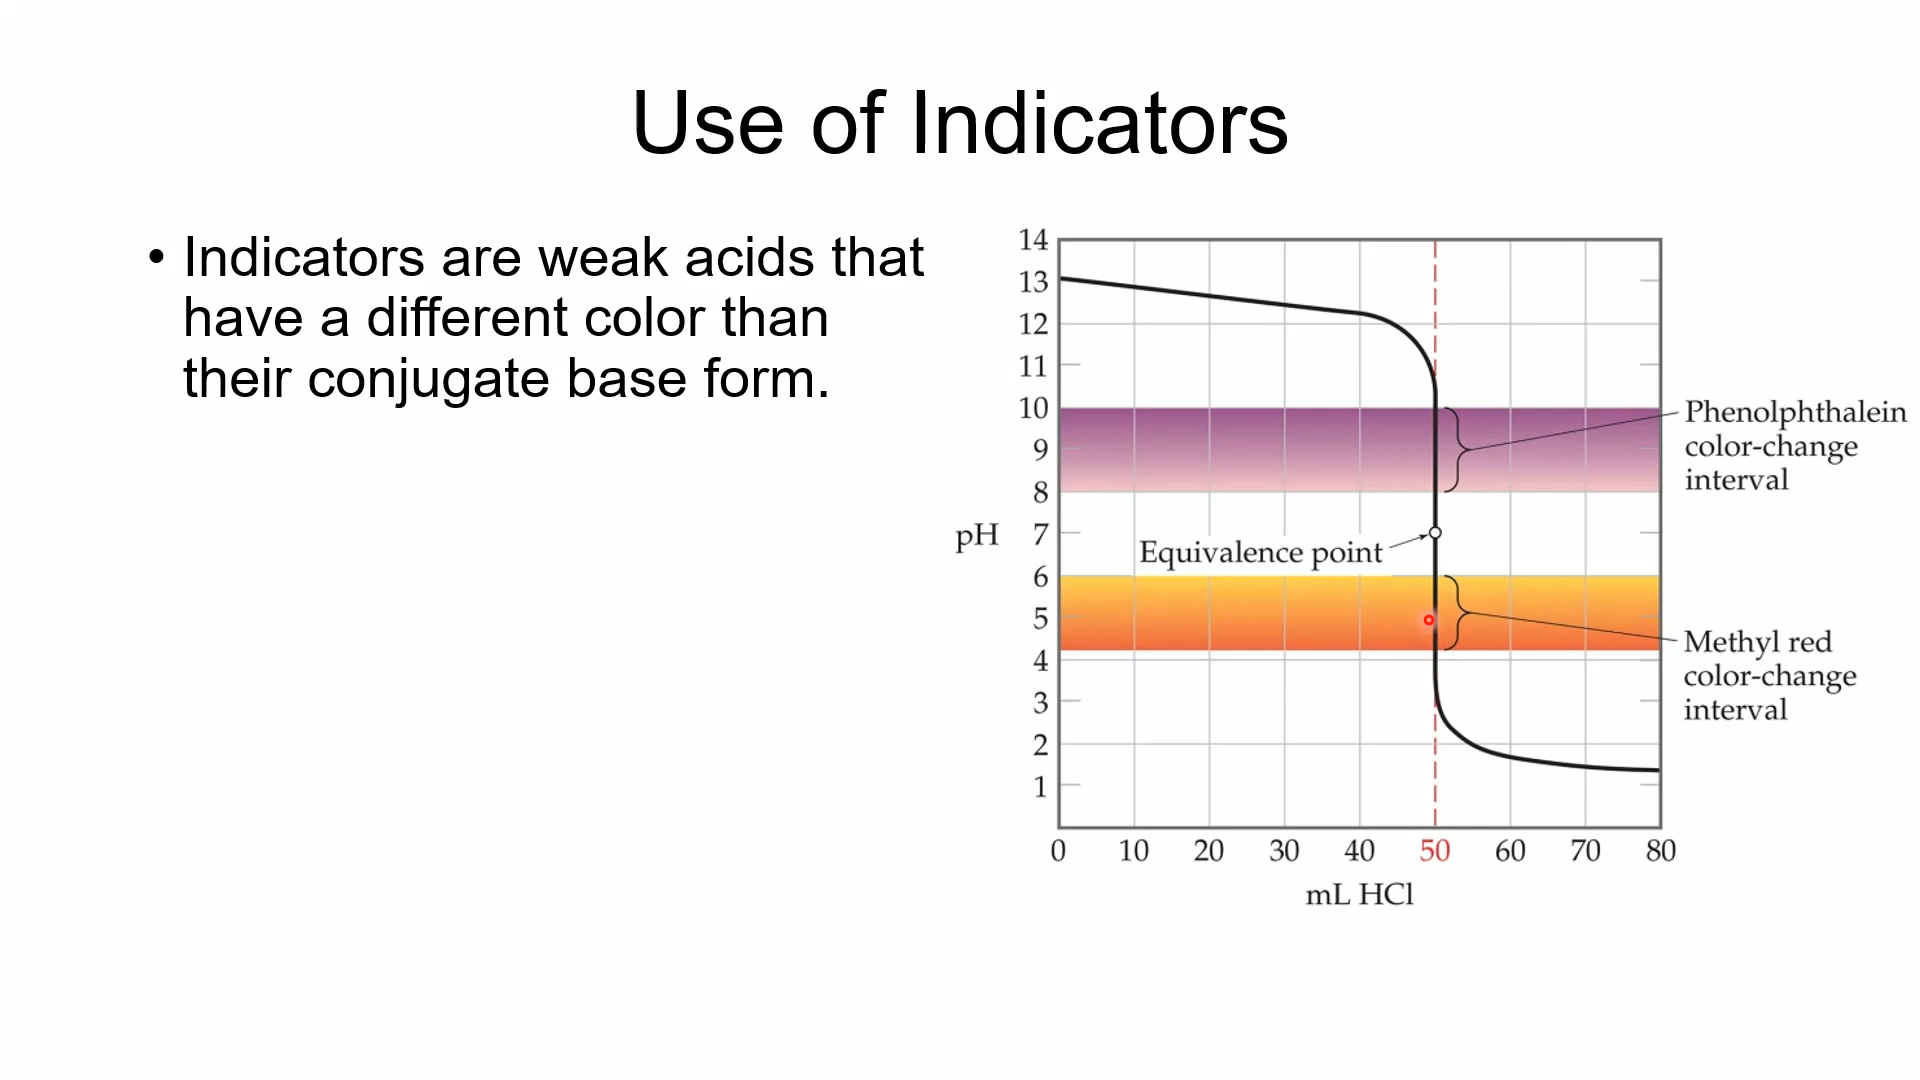 Use of Indicators
• Indicators are weak acids that
have a different color than
their conjugate base form.
14
13
12
11
10
9
8
7
6
5
4
3
2
1
pH
Phenolphthalein
color-change
interval
Equivalence point
Methyl red
color-change
interval
0 10 20 30 40 50 60 70 80
mL HCl